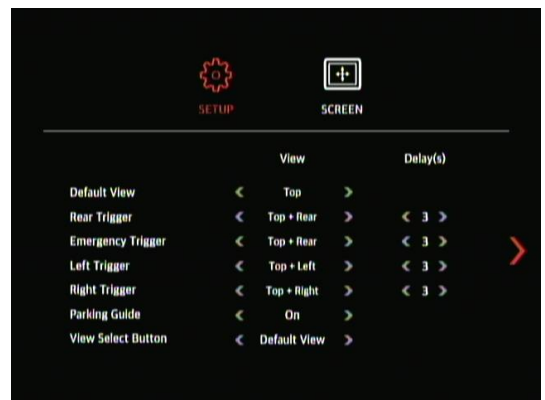 SETUP SCREEN
View Delay(s)
Default View < Top >
Rear Trigger < Top + Rear > < 3 >
Emergency Trigger < Top + Rear > < 3 >
Left Trigger < Top + Left > < 3 >
Right Trigger < Top + Right > < 3 >
Parking Guide < On >
View Select Button < Default View >